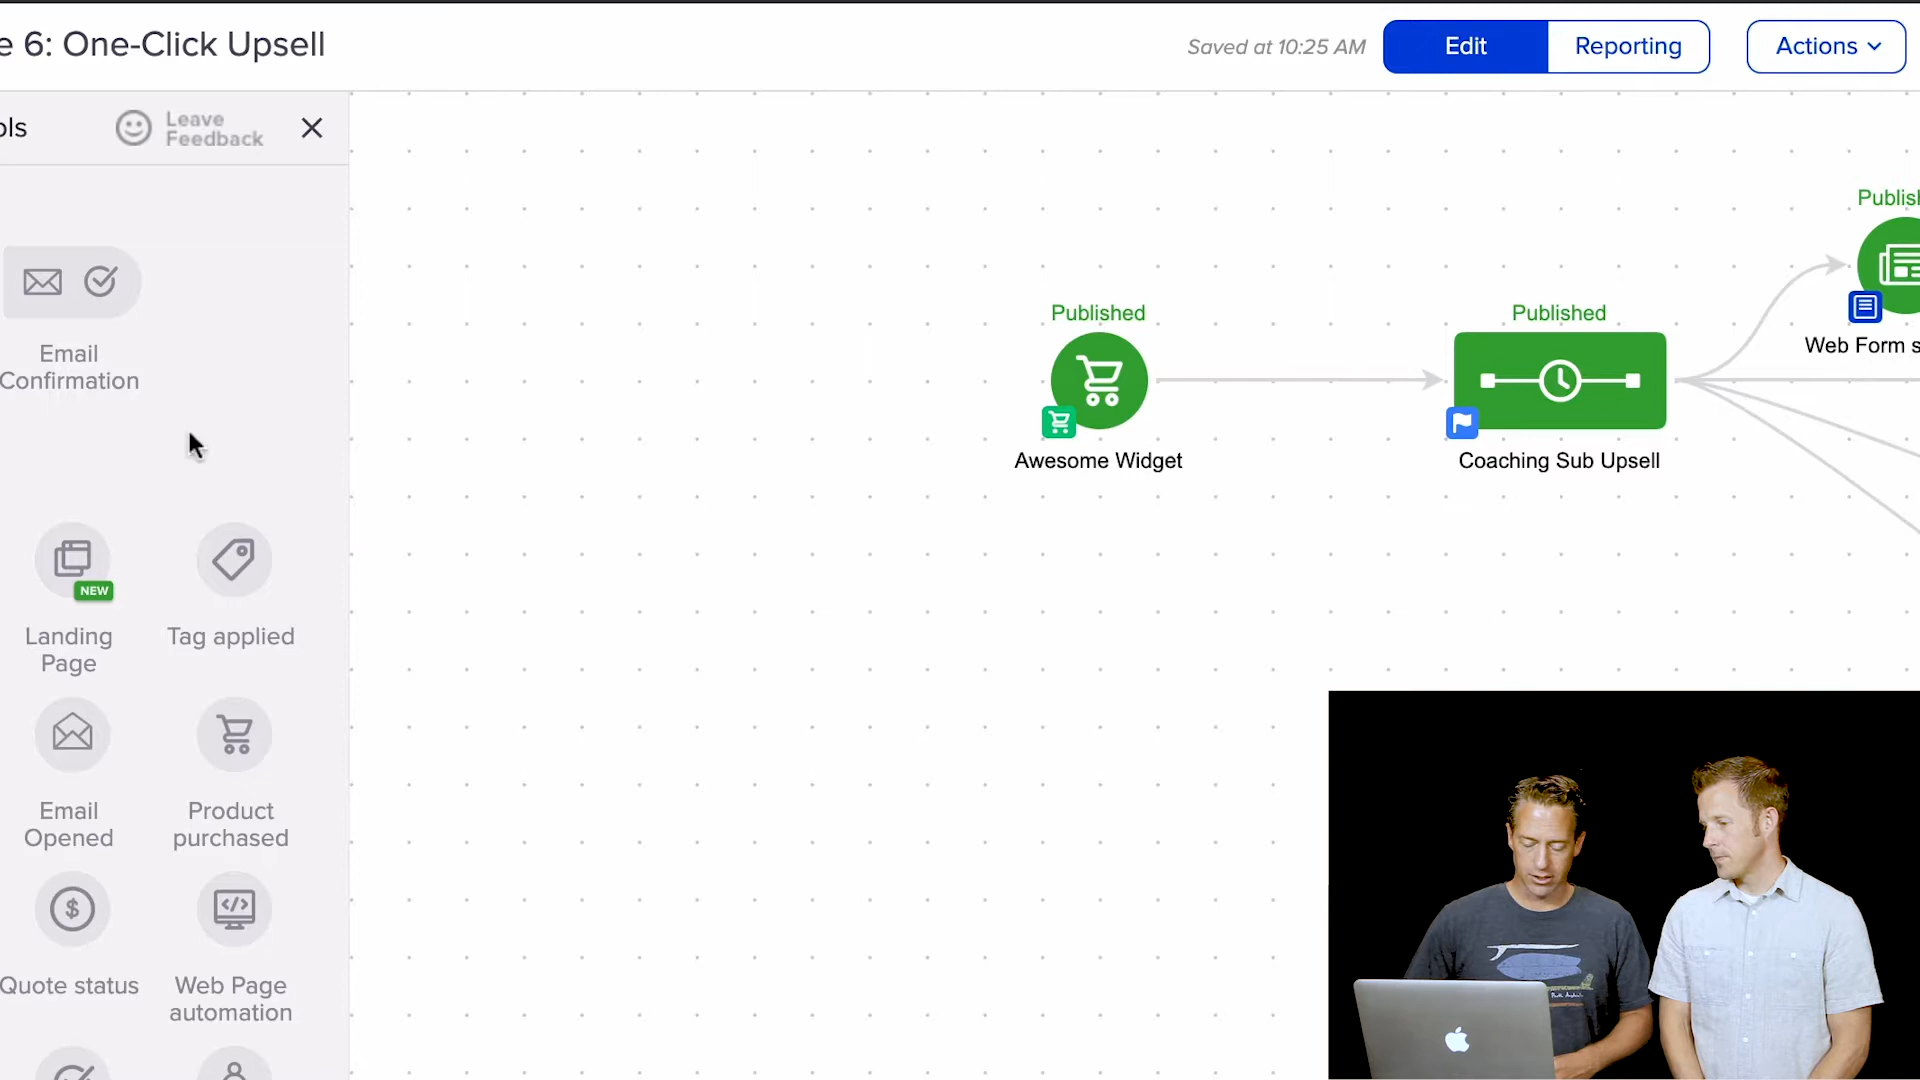 e 6: One-Click Upsell
Saved at 10:25 AM
Edit
Reporting
Actions
ols
Leave
Feedback
Email
Confirmation
NEW
Landing
Page
Tag applied
Email
Opened
Product
purchased
Quote status
Web Page
automation
Published
Awesome Widget
Published
Coaching Sub Upsell
Publish
Web Form s